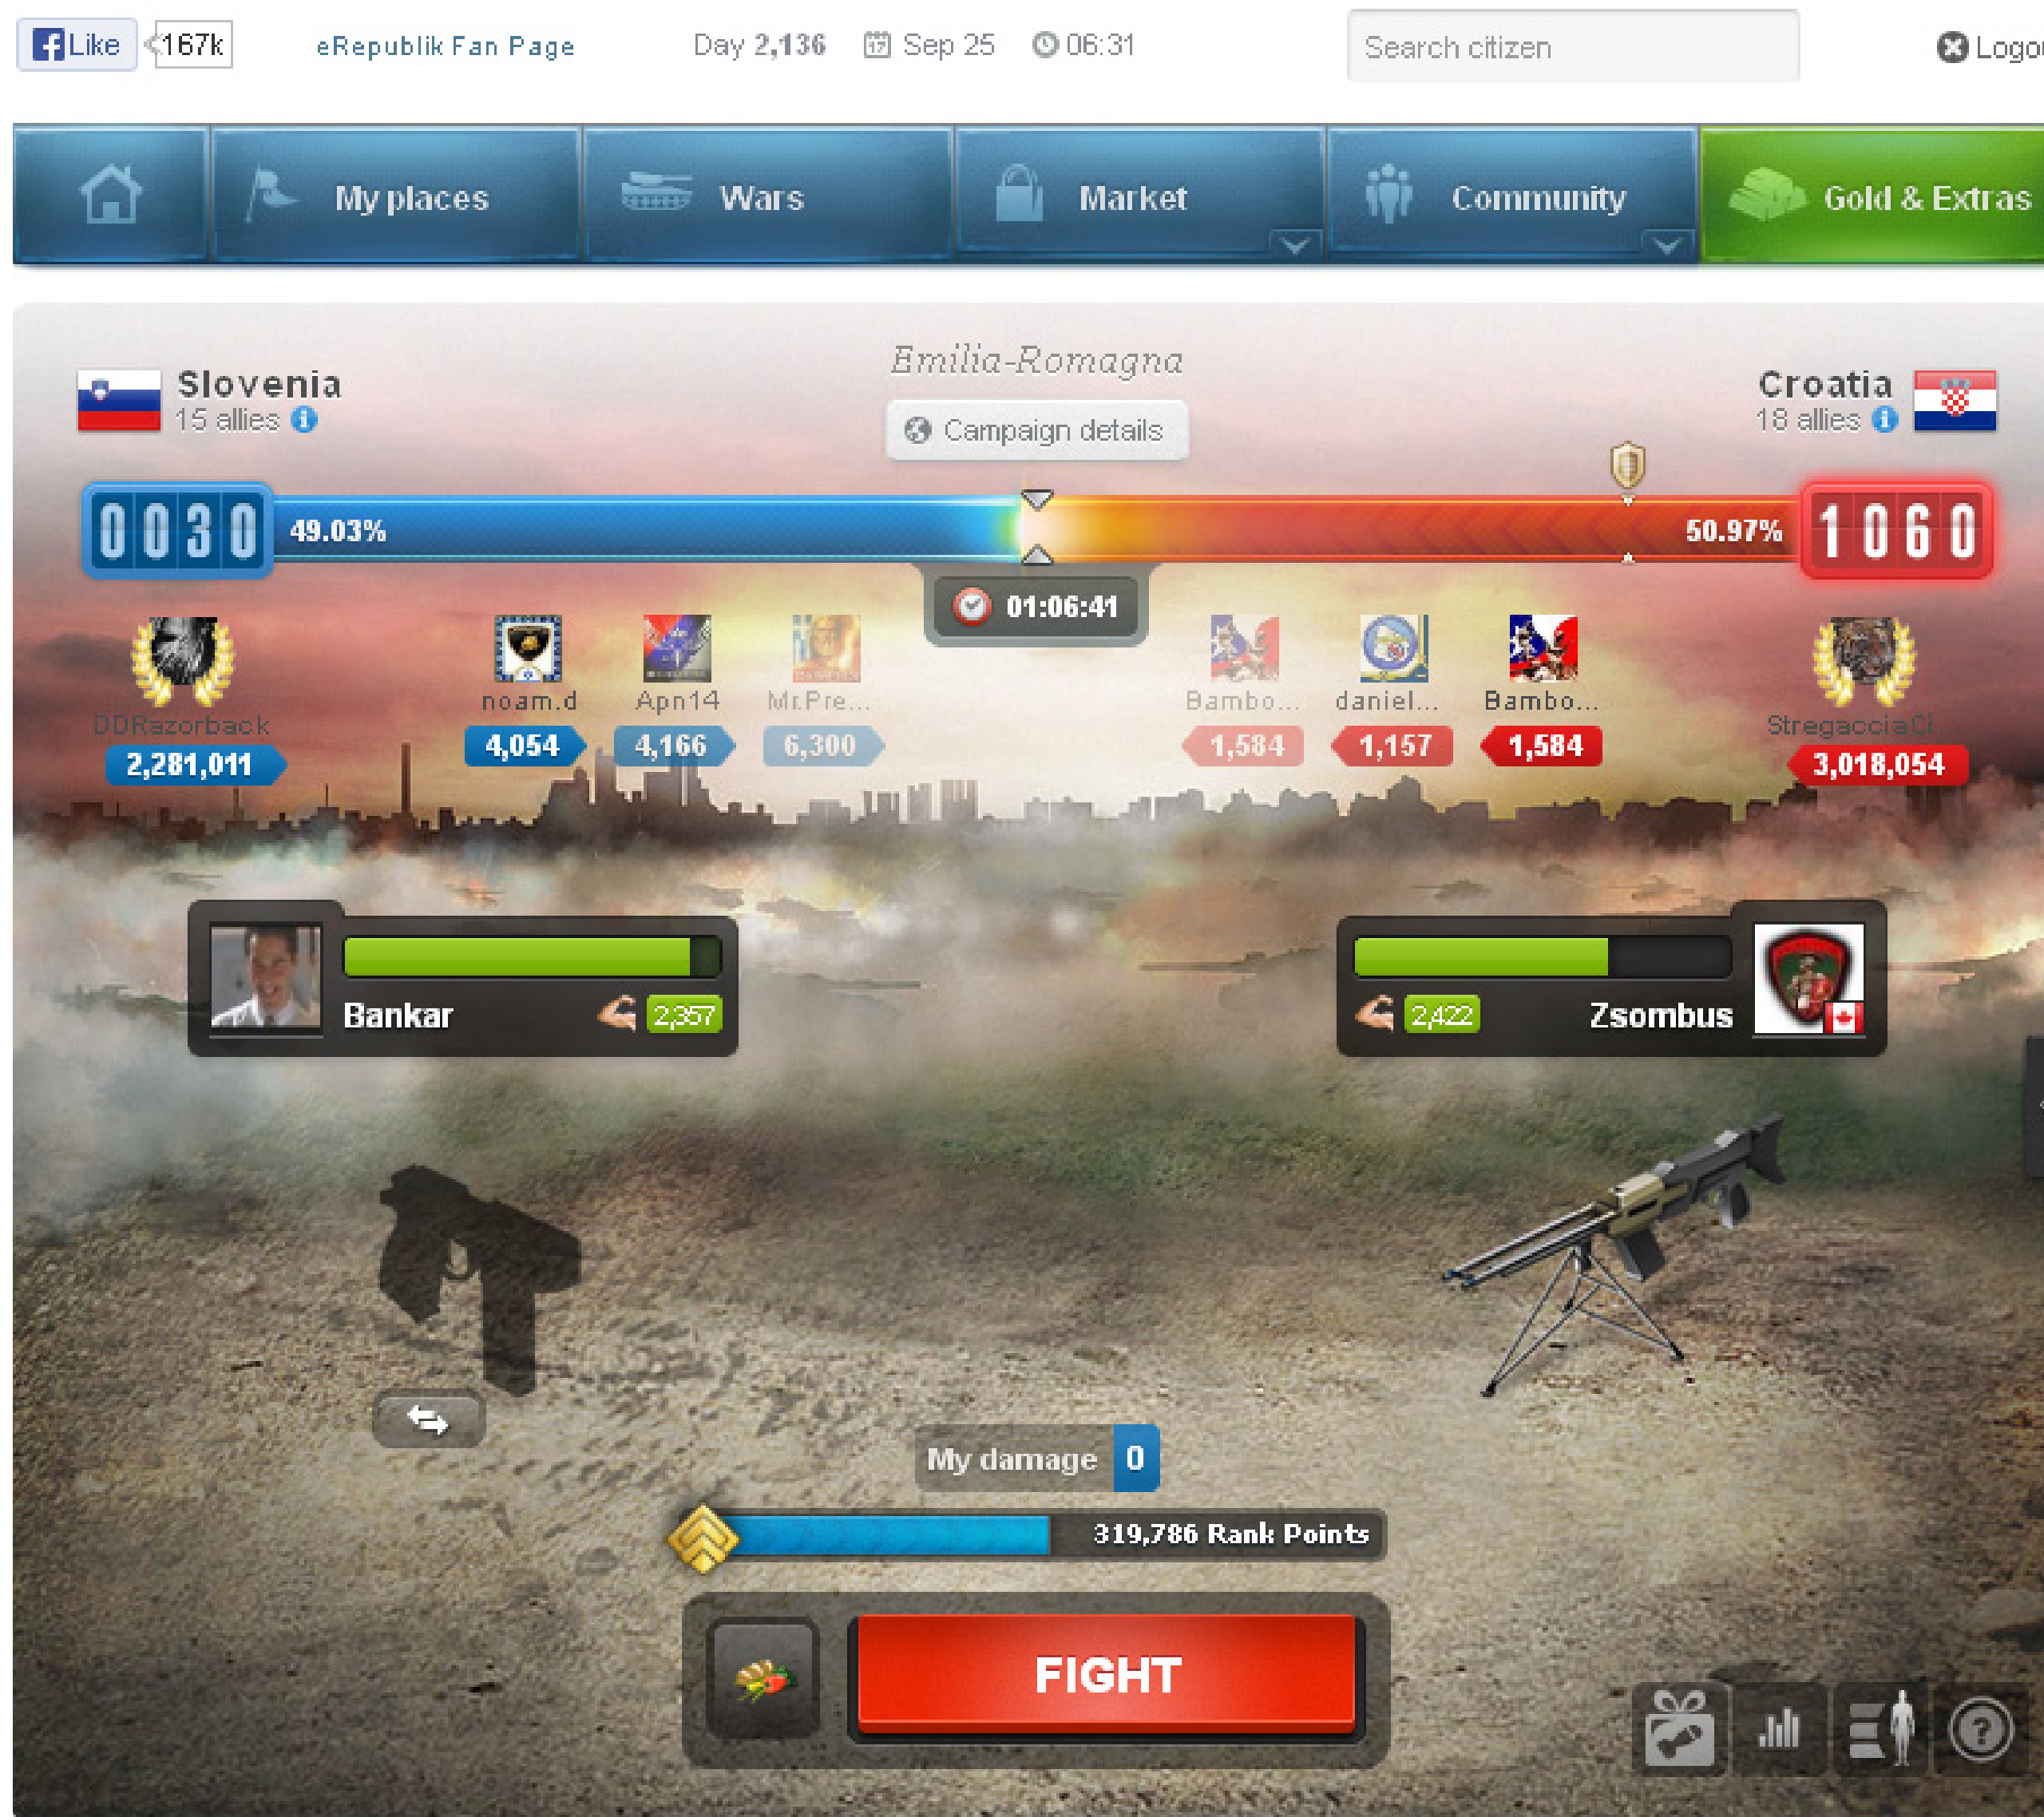 Like 167k eRepublik Fan Page Day 2,136 17 Sep 25 06:31 Search citizen Logou
My places Wars Market Community Gold & Extras
Emilia-Romagna
Slovenia Croatia
15 allies 18 allies
Campaign details
0030 49.03% 50.97% 1060
01:06:41
noam.d Apn14 Mr.Pre... Bambo... daniel... Bambo...
DDRazorback StregacciaCi...
4,054 4,166 6,300 1,584 1,157 1,584
2,281,011 3,018,054
Bankar 2,357 2,422 Zsombus
My damage 0
319,786 Rank Points
FIGHT
?